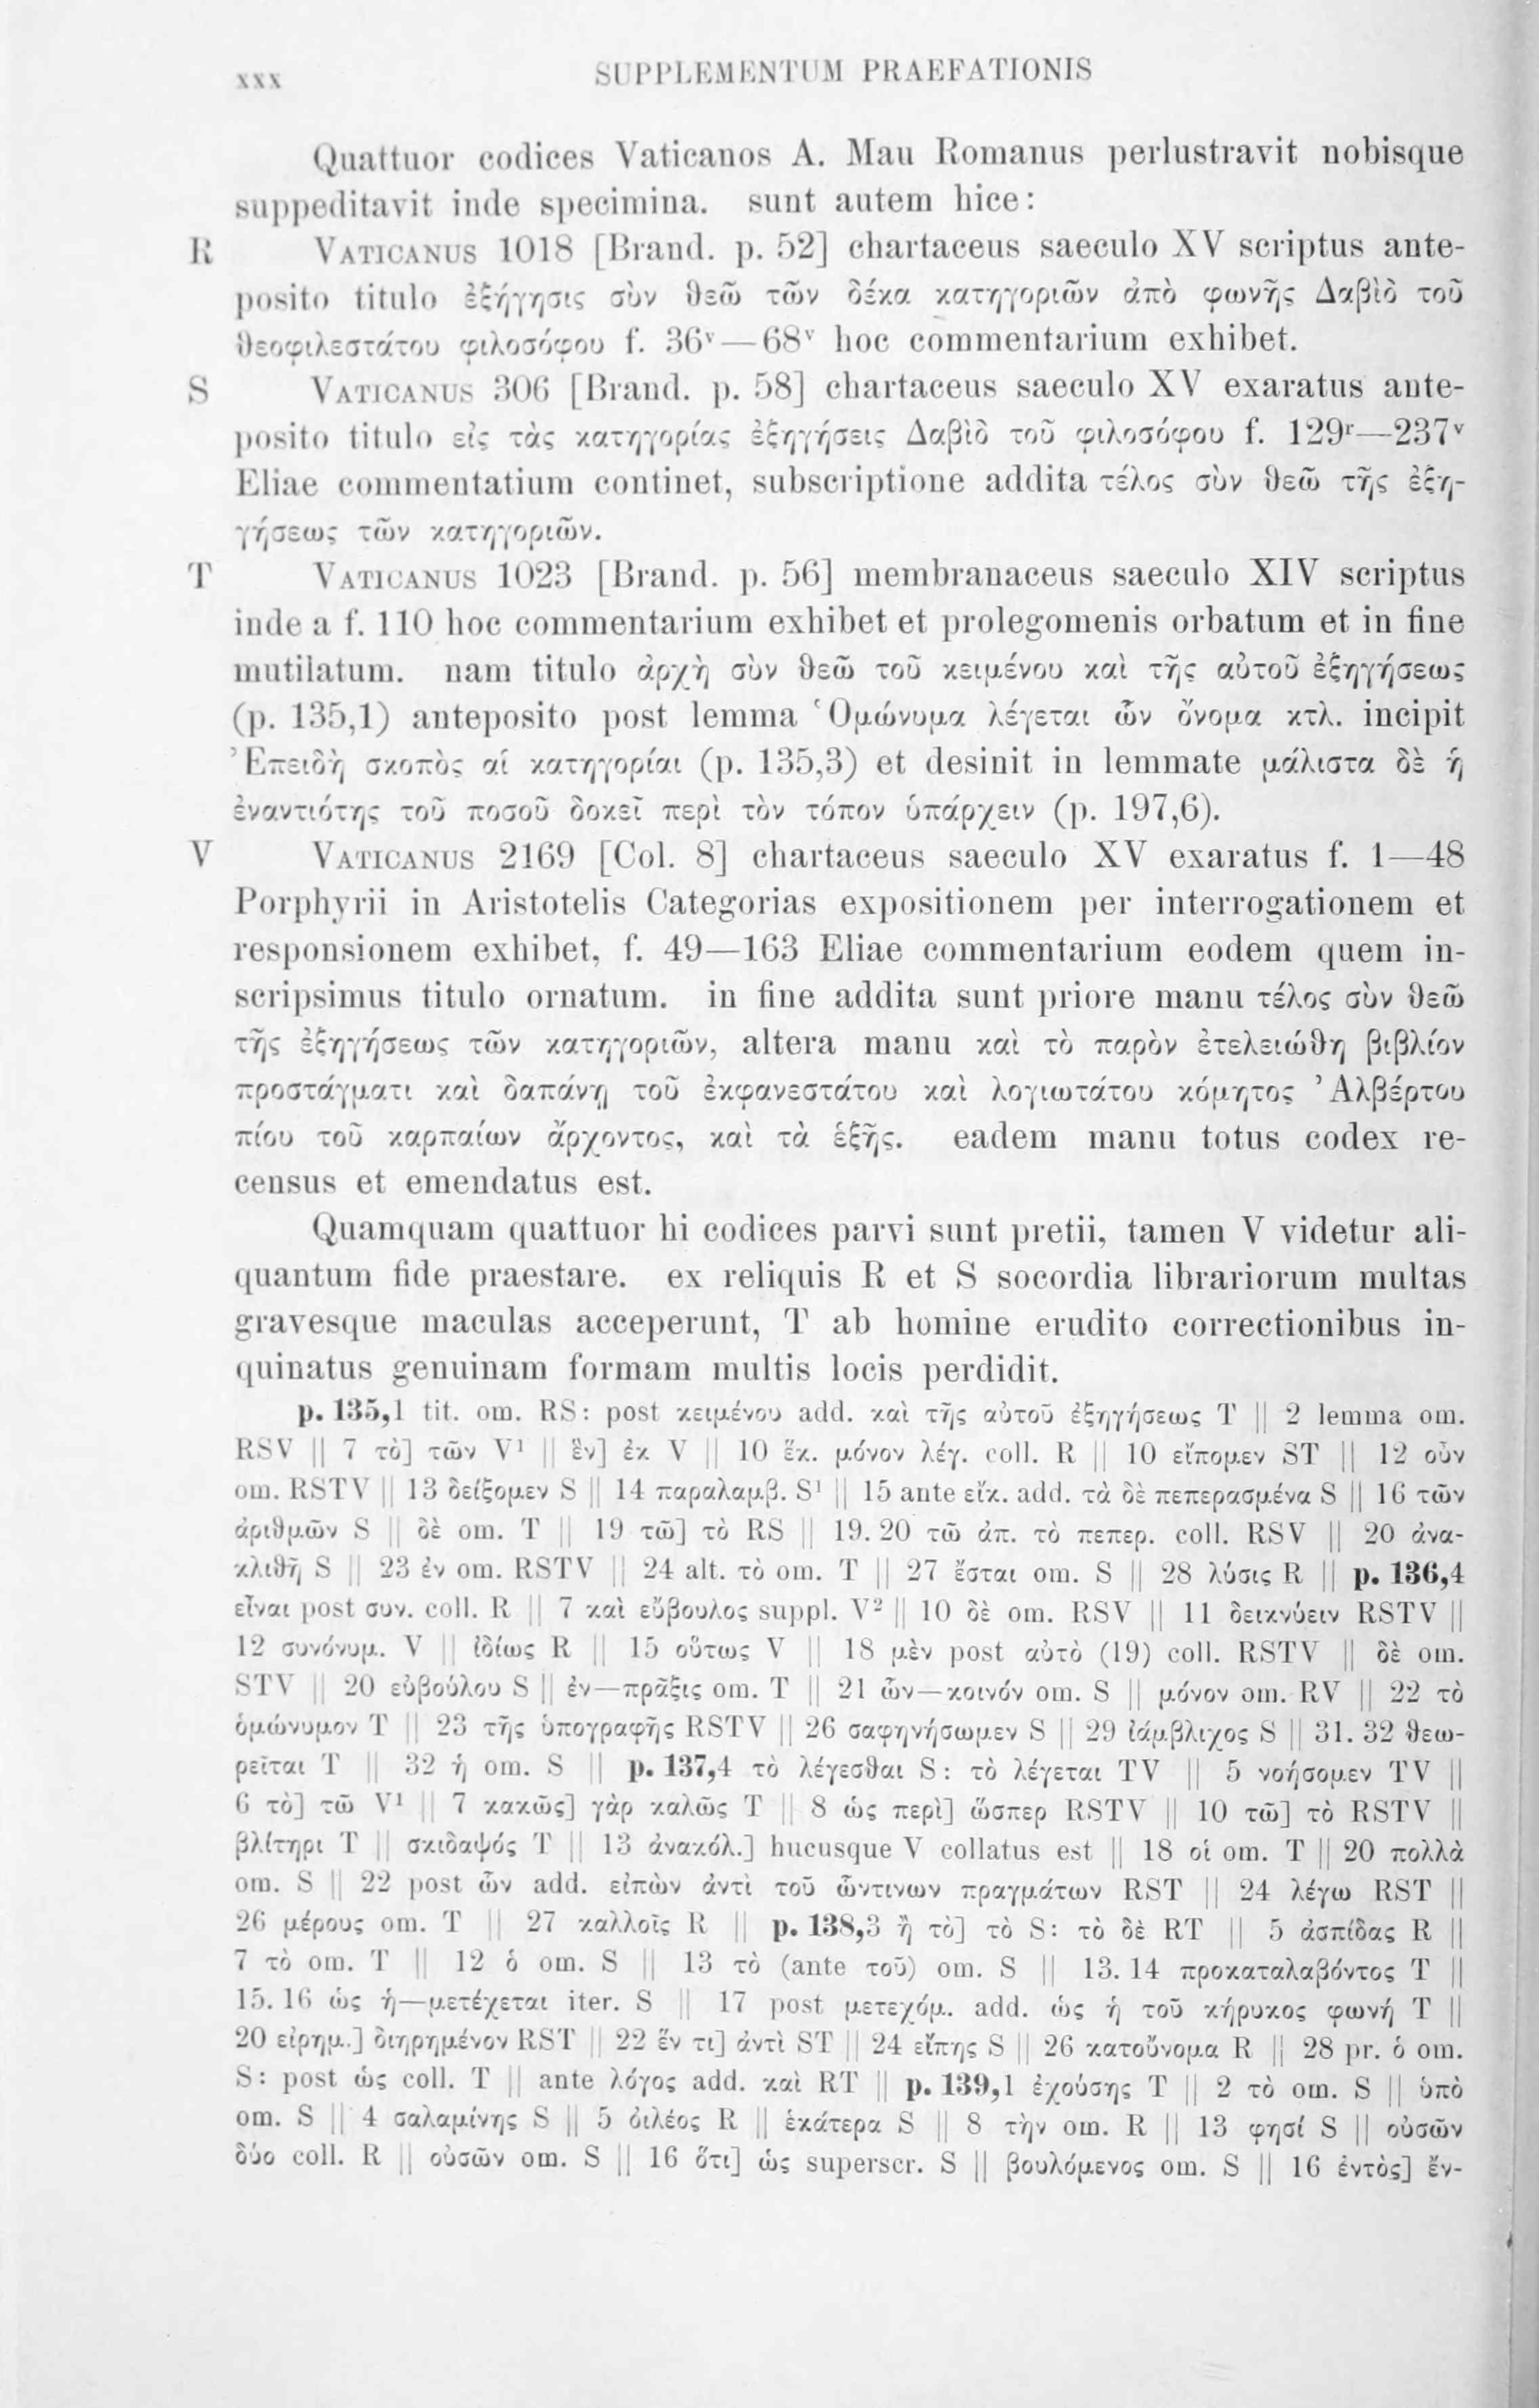 xxx SUPPLEMENTUM PRAEFATIONIS
Quattuor codices Vaticanos A. Mau Romanus perlustravit nobisque
suppeditavit inde specimina. sunt autem hice:
R Vaticanus 1018 [Brand. p. 52] chartaceus saeculo XV scriptus ante-
posito titulo ἐξήγησις σὺν θεῷ τῶν δέκα κατηγοριῶν ἀπὸ φωνῆς Δαβὶδ τοῦ
θεοφιλεστάτου φιλοσόφου f. 36ᵛ—68ᵛ hoc commentarium exhibet.
S Vaticanus 306 [Brand. p. 58] chartaceus saeculo XV exaratus ante-
posito titulo εἰς τὰς κατηγορίας ἐξηγήσεις Δαβὶδ τοῦ φιλοσόφου f. 129ʳ—237ᵛ
Eliae commentatium continet, subscriptione addita τέλος σὺν θεῷ τῆς ἐξη-
γήσεως τῶν κατηγοριῶν.
T Vaticanus 1023 [Brand. p. 56] membranaceus saeculo XIV scriptus
inde a f. 110 hoc commentarium exhibet et prolegomenis orbatum et in fine
mutilatum. nam titulo ἀρχὴ σὺν θεῷ τοῦ κειμένου καὶ τῆς αὐτοῦ ἐξηγήσεως
(p. 135,1) anteposito post lemma Ὁμώνυμα λέγεται ὧν ὄνομα κτλ. incipit
Ἐπειδὴ σκοπὸς αἱ κατηγορίαι (p. 135,3) et desinit in lemmate μάλιστα δὲ ἡ
ἐναντιότης τοῦ ποσοῦ δοκεῖ περὶ τὸν τόπον ὑπάρχειν (p. 197,6).
V Vaticanus 2169 [Col. 8] chartaceus saeculo XV exaratus f. 1—48
Porphyrii in Aristotelis Categorias expositionem per interrogationem et
responsionem exhibet, f. 49—163 Eliae commentarium eodem quem in-
scripsimus titulo ornatum. in fine addita sunt priore manu τέλος σὺν θεῷ
τῆς ἐξηγήσεως τῶν κατηγοριῶν, altera manu καὶ τὸ παρὸν ἐτελειώθη βιβλίον
προστάγματι καὶ δαπάνῃ τοῦ ἐκφανεστάτου καὶ λογιωτάτου κόμητος Ἀλβέρτου
πίου τοῦ καρπαίων ἄρχοντος, καὶ τὰ ἑξῆς. eadem manu totus codex re-
census et emendatus est.
Quamquam quattuor hi codices parvi sunt pretii, tamen V videtur ali-
quantum fide praestare. ex reliquis R et S socordia librariorum multas
gravesque maculas acceperunt, T ab homine erudito correctionibus in-
quinatus genuinam formam multis locis perdidit.
p. 135,1 tit. om. RS: post κειμένου add. καὶ τῆς αὐτοῦ ἐξηγήσεως T || 2 lemma om.
RSV || 7 τὸ] τῶν V¹ || ἓν] ἐκ V || 10 ἕκ. μόνον λέγ. coll. R || 10 εἴπομεν ST || 12 οὖν
om. RSTV || 13 δείξομεν S || 14 παραλαμβ. S¹ || 15 ante εἴκ. add. τὰ δὲ πεπερασμένα S || 16 τῶν
ἀριθμῶν S || δὲ om. T || 19 τῷ] τὸ RS || 19. 20 τῷ ἀπ. τὸ πεπερ. coll. RSV || 20 ἀνα-
κλιθῇ S || 23 ἐν om. RSTV || 24 alt. τὸ om. T || 27 ἔσται om. S || 28 λύσις R || p. 136,4
εἶναι post συν. coll. R || 7 καὶ εὔβουλος suppl. V² || 10 δὲ om. RSV || 11 δεικνύειν RSTV ||
12 συνόνυμ. V || ἰδίως R || 15 οὕτως V || 18 μὲν post αὐτὸ (19) coll. RSTV || δὲ om.
STV || 20 εὐβούλου S || ἐν—πρᾶξις om. T || 21 ὧν—κοινόν om. S || μόνον om. RV || 22 τὸ
ὁμώνυμον T || 23 τῆς ὑπογραφῆς RSTV || 26 σαφηνήσωμεν S || 29 ἰάμβλιχος S || 31. 32 θεω-
ρεῖται T || 32 ἡ om. S || p. 137,4 τὸ λέγεσθαι S: τὸ λέγεται TV || 5 νοήσομεν TV ||
6 τὸ] τῷ V¹ || 7 κακῶς] γὰρ καλῶς T || 8 ὡς περὶ] ὥσπερ RSTV || 10 τῷ] τὸ RSTV ||
βλίτηρι T || σκιδαψός T || 13 ἀνακόλ.] hucusque V collatus est || 18 οἱ om. T || 20 πολλὰ
om. S || 22 post ὧν add. εἰπὼν ἀντὶ τοῦ ὧντινων πραγμάτων RST || 24 λέγω RST ||
26 μέρους om. T || 27 καλλοῖς R || p. 138,3 ἢ τὸ] τὸ S: τὸ δὲ RT || 5 ἀσπίδας R ||
7 τὸ om. T || 12 ὁ om. S || 13 τὸ (ante τοῦ) om. S || 13. 14 προκαταλαβόντος T ||
15. 16 ὡς ἡ—μετέχεται iter. S || 17 post μετεχόμ. add. ὡς ἡ τοῦ κήρυκος φωνή T ||
20 εἰρημ.] διηρημένον RST || 22 ἕν τι] ἀντὶ ST || 24 εἴπῃς S || 26 κατοὔνομα R || 28 pr. ὁ om.
S: post ὡς coll. T || ante λόγος add. καὶ RT || p. 139,1 ἐχούσης T || 2 τὸ om. S || ὑπὸ
om. S || 4 σαλαμίνης S || 5 ὀιλέος R || ἑκάτερα S || 8 τὴν om. R || 13 φησί S || οὐσῶν
δύο coll. R || οὐσῶν om. S || 16 ὅτι] ὡς superscr. S || βουλόμενος om. S || 16 ἐντὸς] ἔν-